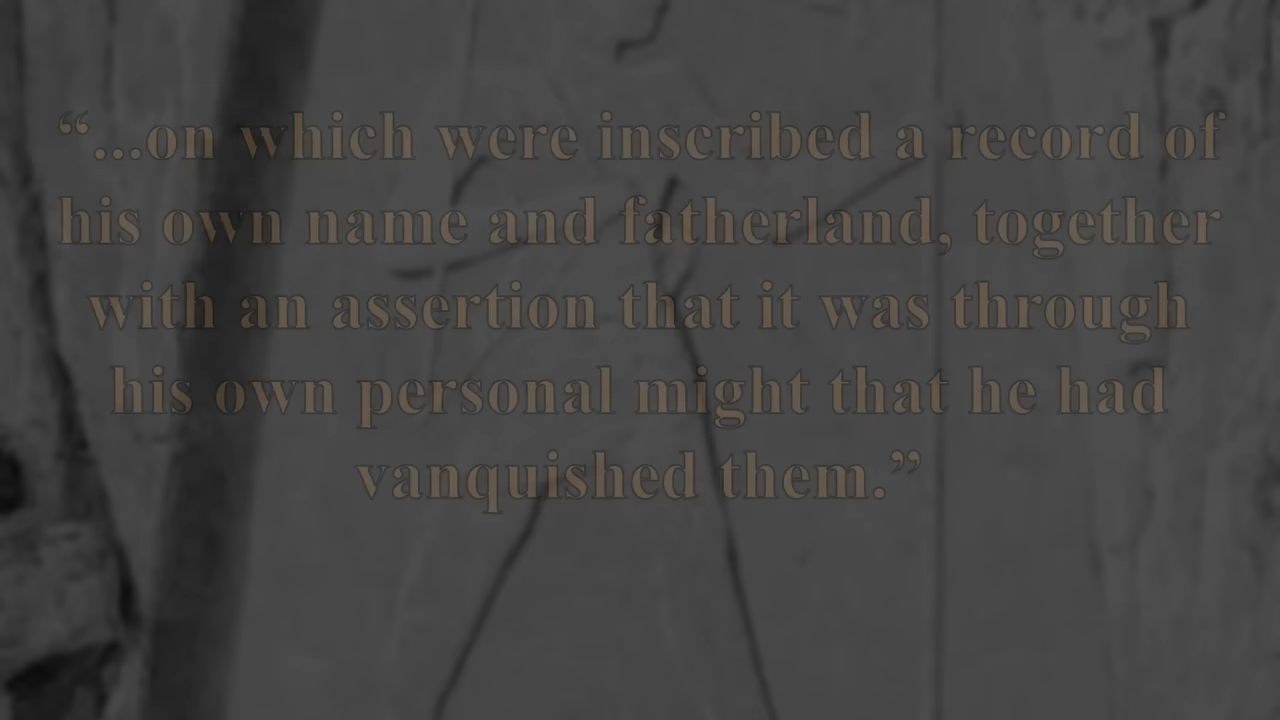 “...on which were inscribed a record of
his own name and fatherland, together
with an assertion that it was through
his own personal might that he had
vanquished them.”